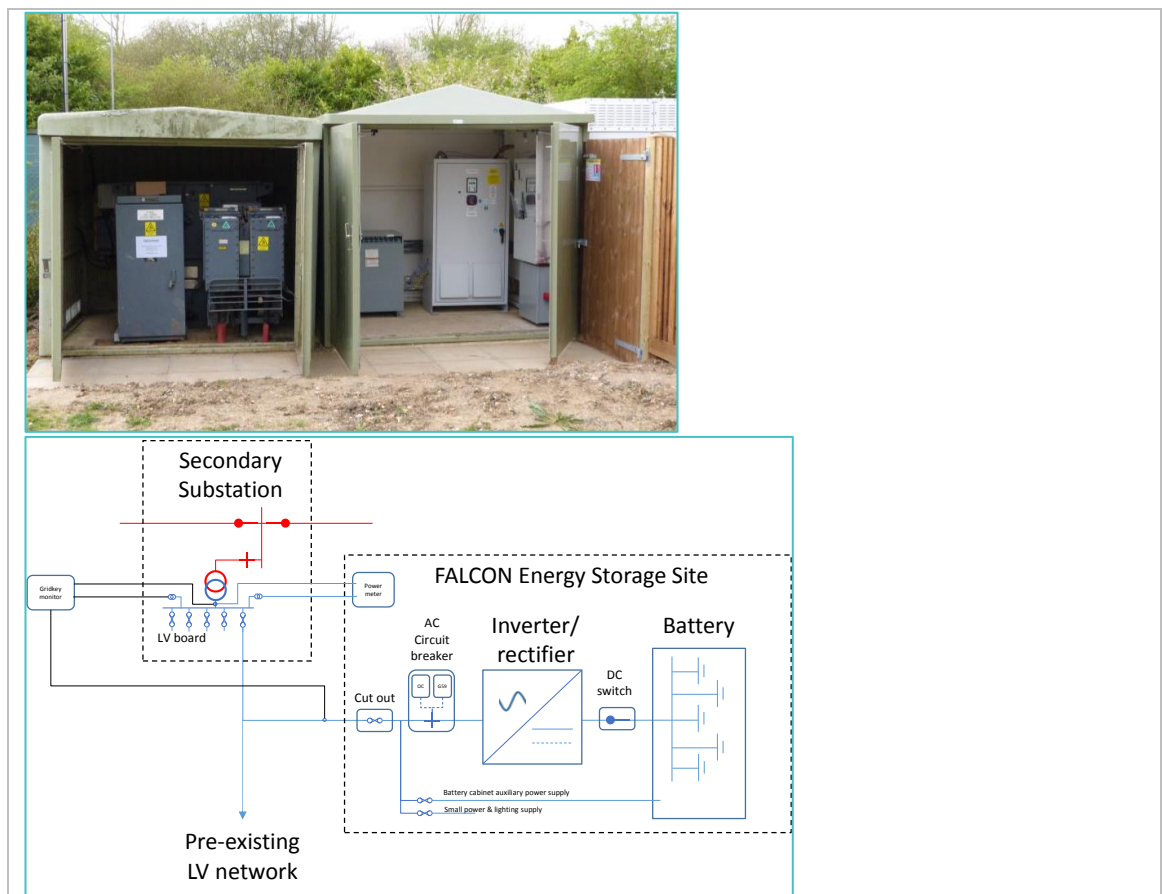 Secondary
Substation
FALCON Energy Storage Site
Gridkey
monitor
Power
meter
LV board
AC
Circuit
breaker
Inverter/
rectifier
Battery
OC
G59
DC
switch
Cut out
Battery cabinet auxiliary power supply
Small power & lighting supply
Pre-existing
LV network